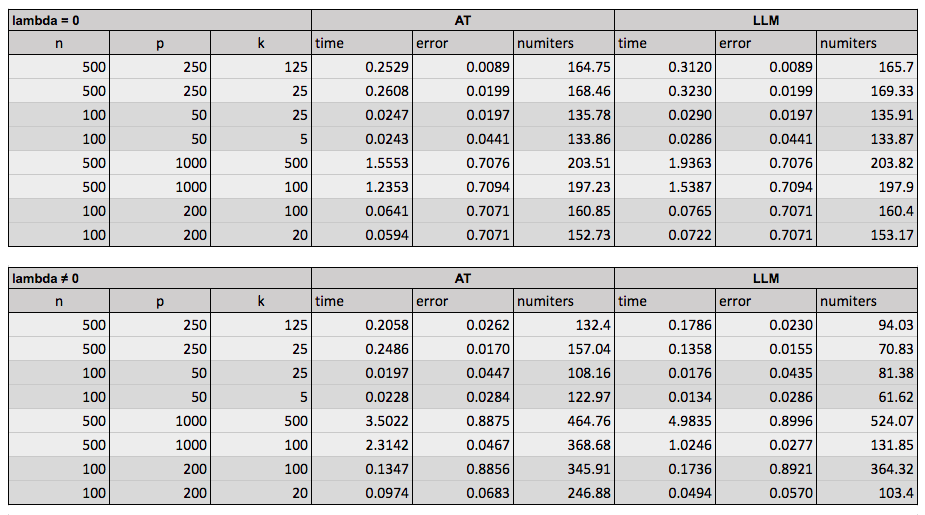 lambda = 0 AT LLM
n p k time error numiters time error numiters
500 250 125 0.2529 0.0089 164.75 0.3120 0.0089 165.7
500 250 25 0.2608 0.0199 168.46 0.3230 0.0199 169.33
100 50 25 0.0247 0.0197 135.78 0.0290 0.0197 135.91
100 50 5 0.0243 0.0441 133.86 0.0286 0.0441 133.87
500 1000 500 1.5553 0.7076 203.51 1.9363 0.7076 203.82
500 1000 100 1.2353 0.7094 197.23 1.5387 0.7094 197.9
100 200 100 0.0641 0.7071 160.85 0.0765 0.7071 160.4
100 200 20 0.0594 0.7071 152.73 0.0722 0.7071 153.17
lambda ≠ 0 AT LLM
n p k time error numiters time error numiters
500 250 125 0.2058 0.0262 132.4 0.1786 0.0230 94.03
500 250 25 0.2486 0.0170 157.04 0.1358 0.0155 70.83
100 50 25 0.0197 0.0447 108.16 0.0176 0.0435 81.38
100 50 5 0.0228 0.0284 122.97 0.0134 0.0286 61.62
500 1000 500 3.5022 0.8875 464.76 4.9835 0.8996 524.07
500 1000 100 2.3142 0.0467 368.68 1.0246 0.0277 131.85
100 200 100 0.1347 0.8856 345.91 0.1736 0.8921 364.32
100 200 20 0.0974 0.0683 246.88 0.0494 0.0570 103.4